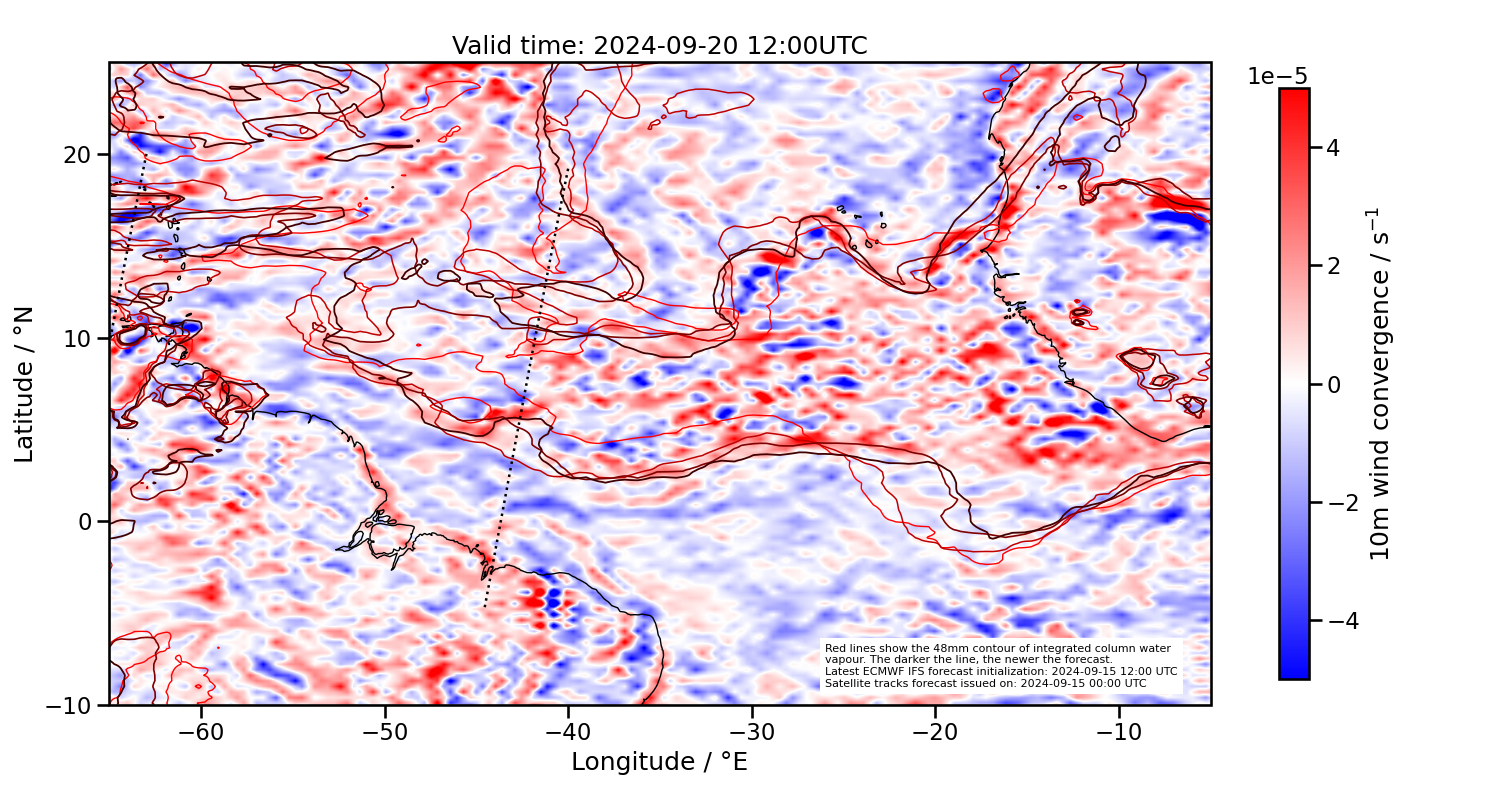 Valid time: 2024-09-20 12:00UTC
1e−5
20
10
0
−10
−60
−50
−40
−30
−20
−10
Latitude / °N
Longitude / °E
4
2
0
−2
−4
10m wind convergence / s⁻¹
Red lines show the 48mm contour of integrated column water
vapour. The darker the line, the newer the forecast.
Latest ECMWF IFS forecast initialization: 2024-09-15 12:00 UTC
Satellite tracks forecast issued on: 2024-09-15 00:00 UTC